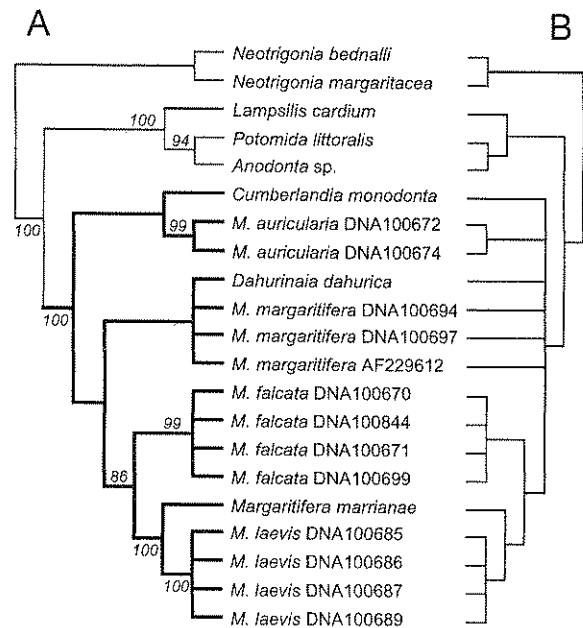 A
B
Neotrigonia bednalli
Neotrigonia margaritacea
Lampsilis cardium
100
Potomida littoralis
94
Anodonta sp.
Cumberlandia monodonta
99
M. auricularia DNA100672
100
M. auricularia DNA100674
Dahurinaia dahurica
M. margaritifera DNA100694
100
M. margaritifera DNA100697
M. margaritifera AF229612
M. falcata DNA100670
99
M. falcata DNA100844
M. falcata DNA100671
86
M. falcata DNA100699
Margaritifera marrianae
M. laevis DNA100685
100
M. laevis DNA100686
100
M. laevis DNA100687
M. laevis DNA100689